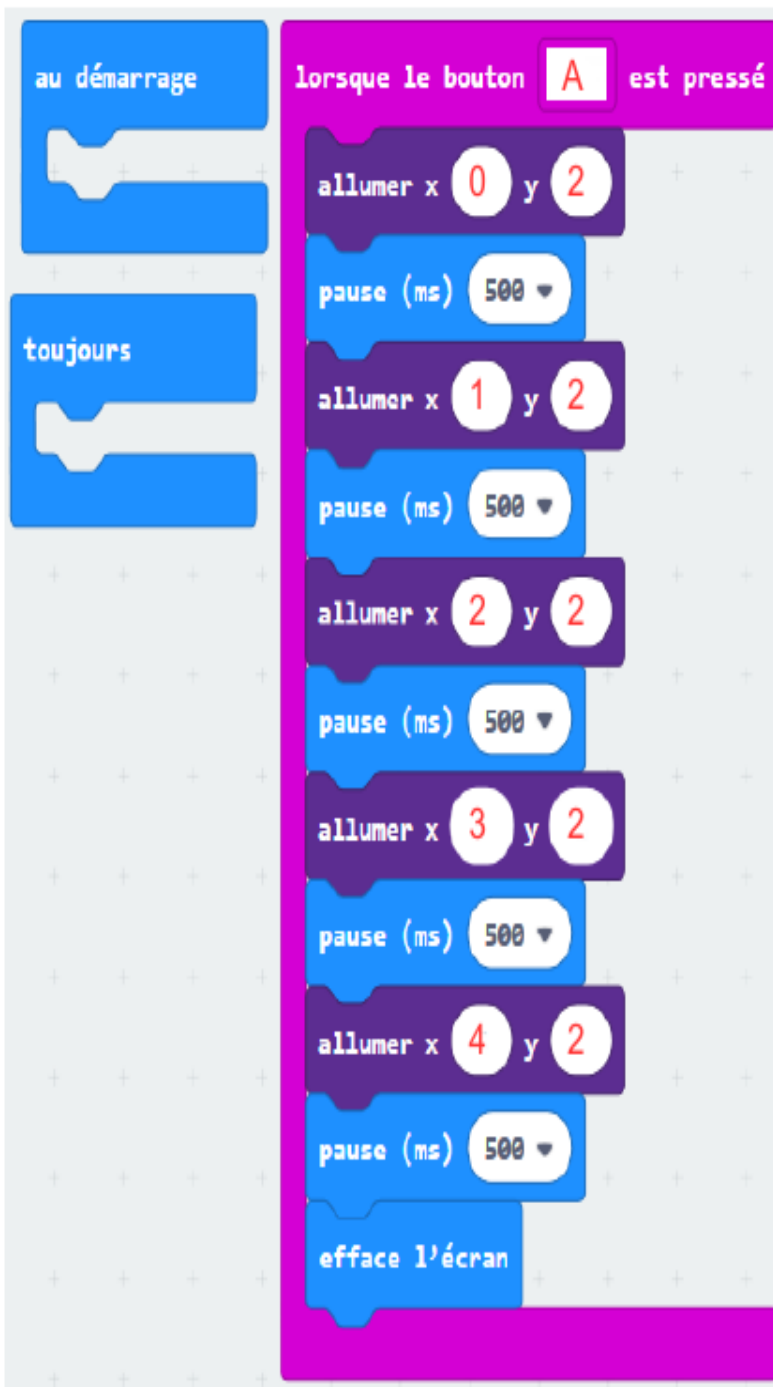 au démarrage
toujours
lorsque le bouton A est pressé
allumer x 0 y 2
pause (ms) 500
allumer x 1 y 2
pause (ms) 500
allumer x 2 y 2
pause (ms) 500
allumer x 3 y 2
pause (ms) 500
allumer x 4 y 2
pause (ms) 500
efface l'écran